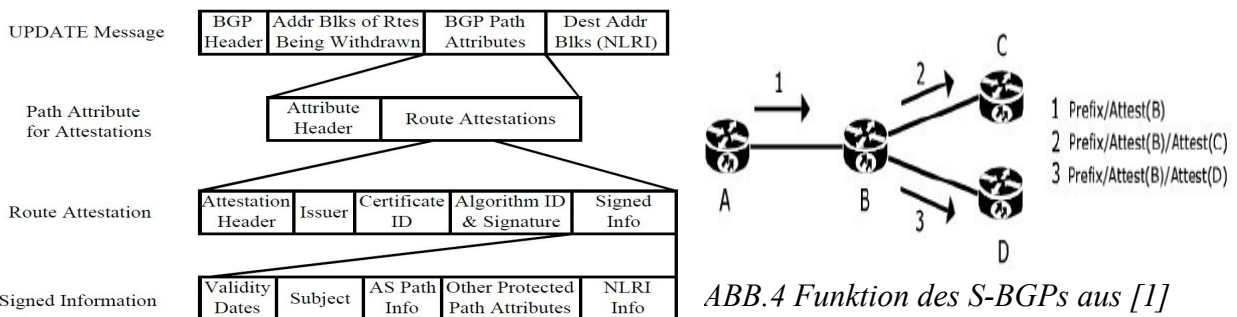 UPDATE Message
BGP Header
Addr Blks of Rtes Being Withdrawn
BGP Path Attributes
Dest Addr Blks (NLRI)
Path Attribute
for Attestations
Attribute Header
Route Attestations
Route Attestation
Attestation Header
Issuer
Certificate ID
Algorithm ID & Signature
Signed Info
Signed Information
Validity Dates
Subject
AS Path Info
Other Protected Path Attributes
NLRI Info
C
1
2
A
B
3
D
1 Prefix/Attest(B)
2 Prefix/Attest(B)/Attest(C)
3 Prefix/Attest(B)/Attest(D)
ABB.4 Funktion des S-BGPs aus [1]